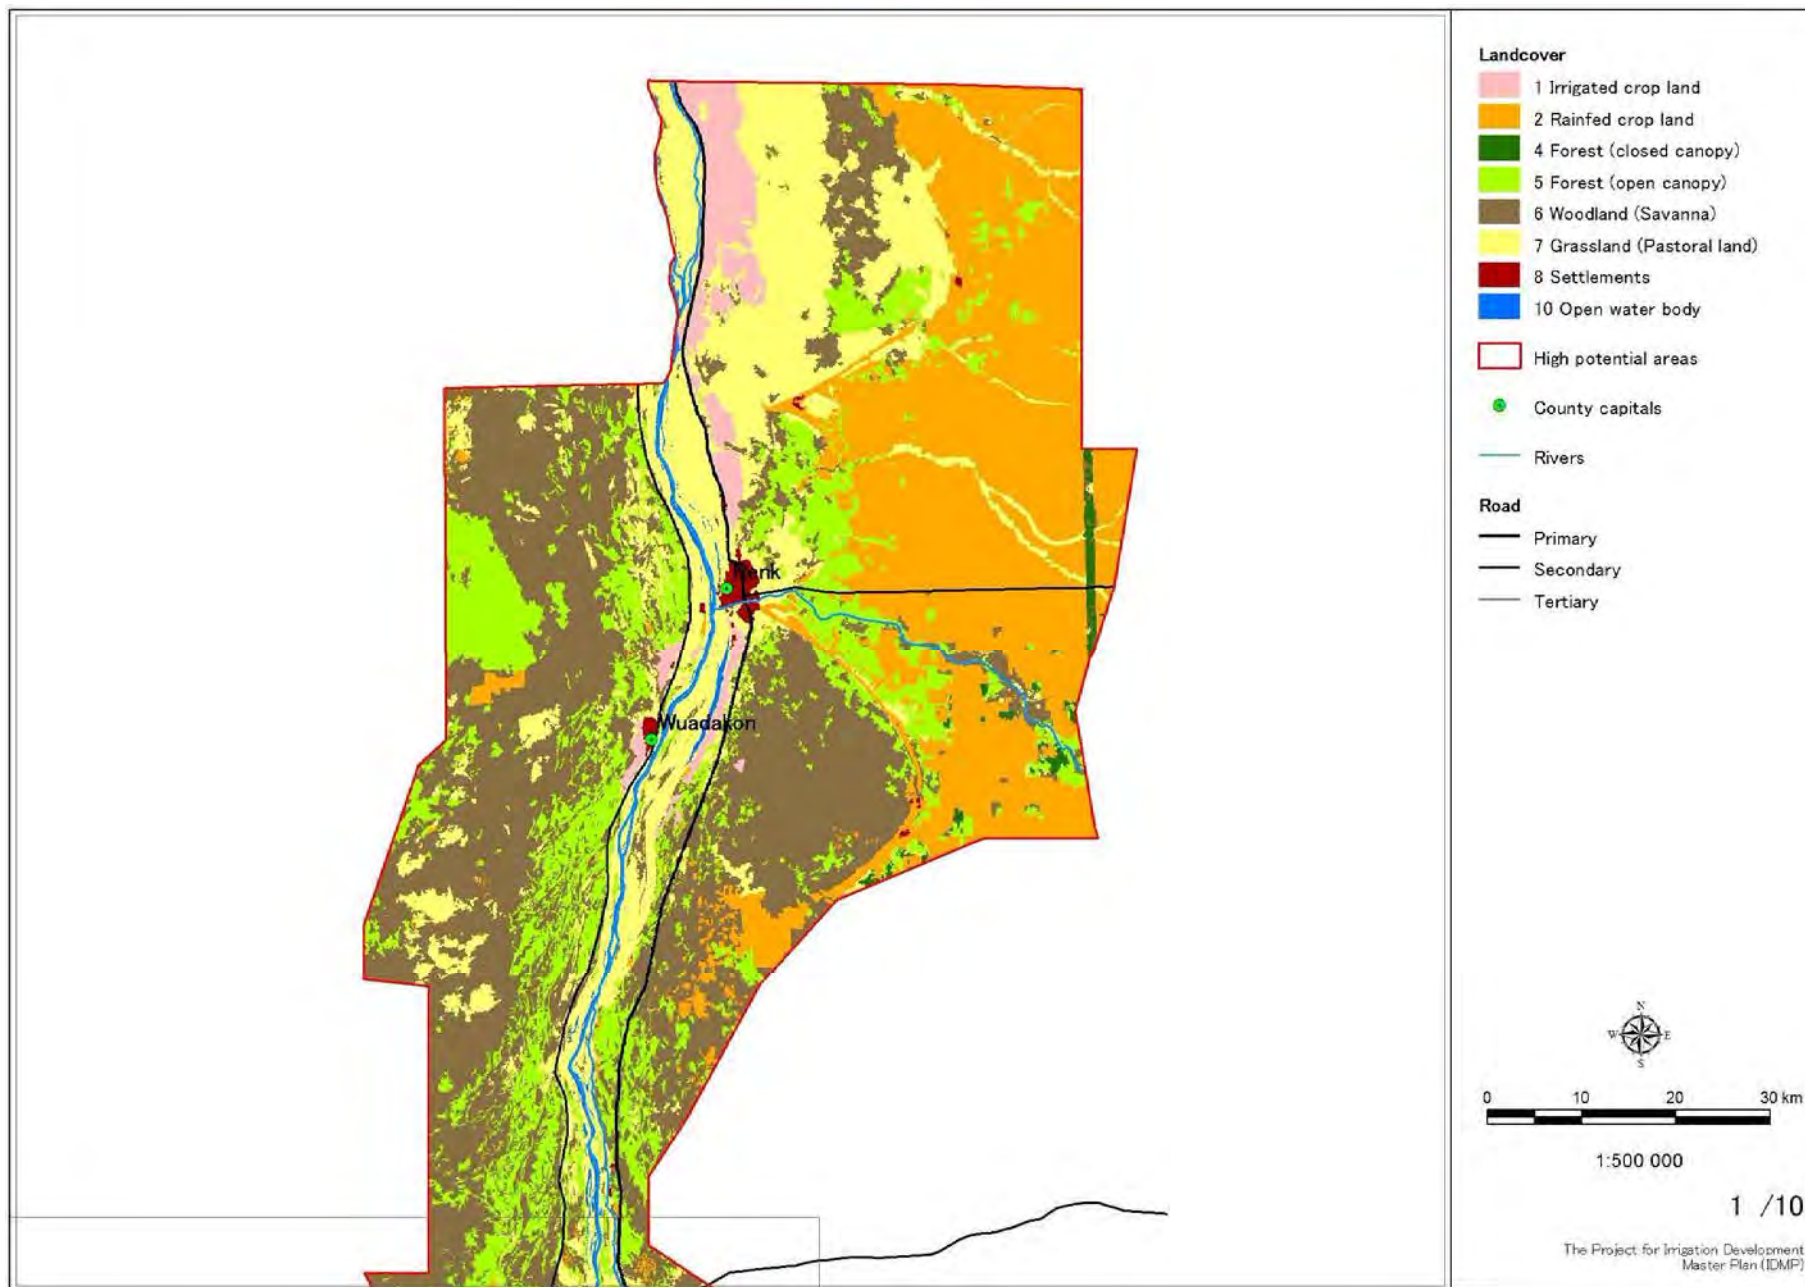 Landcover
1 Irrigated crop land
2 Rainfed crop land
4 Forest (closed canopy)
5 Forest (open canopy)
6 Woodland (Savanna)
7 Grassland (Pastoral land)
8 Settlements
10 Open water body
High potential areas
County capitals
Rivers
Road
Primary
Secondary
Tertiary
Renk
Wuadakon
N
W E
S
0 10 20 30 km
1:500 000
1 /10
The Project for Irrigation Development
Master Plan (IDMP)